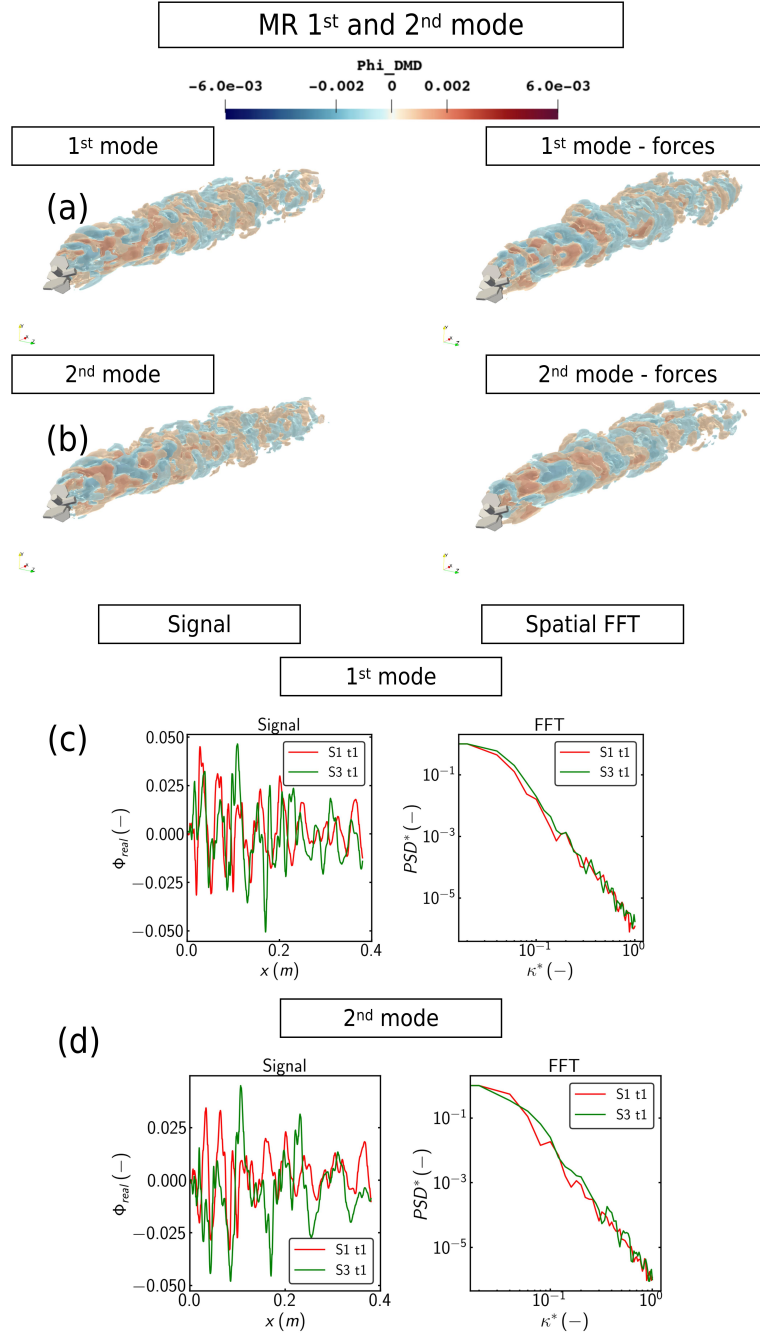 MR 1st and 2nd mode
Phi_DMD
-6.0e-03 -0.002 0 0.002 6.0e-03
1st mode 1st mode - forces
(a)
2nd mode 2nd mode - forces
(b)
Signal Spatial FFT
1st mode
(c)
Signal FFT
0.050
0.025
0.000
−0.025
−0.050
Φreal (−)
S1 t1
S3 t1
0.0 0.2 0.4
x (m)
10−1
10−3
10−5
PSD* (−)
S1 t1
S3 t1
10−1 100
κ* (−)
2nd mode
(d)
Signal FFT
0.025
0.000
−0.025
−0.050
Φreal (−)
S1 t1
S3 t1
0.0 0.2 0.4
x (m)
10−1
10−3
10−5
PSD* (−)
S1 t1
S3 t1
10−1 100
κ* (−)